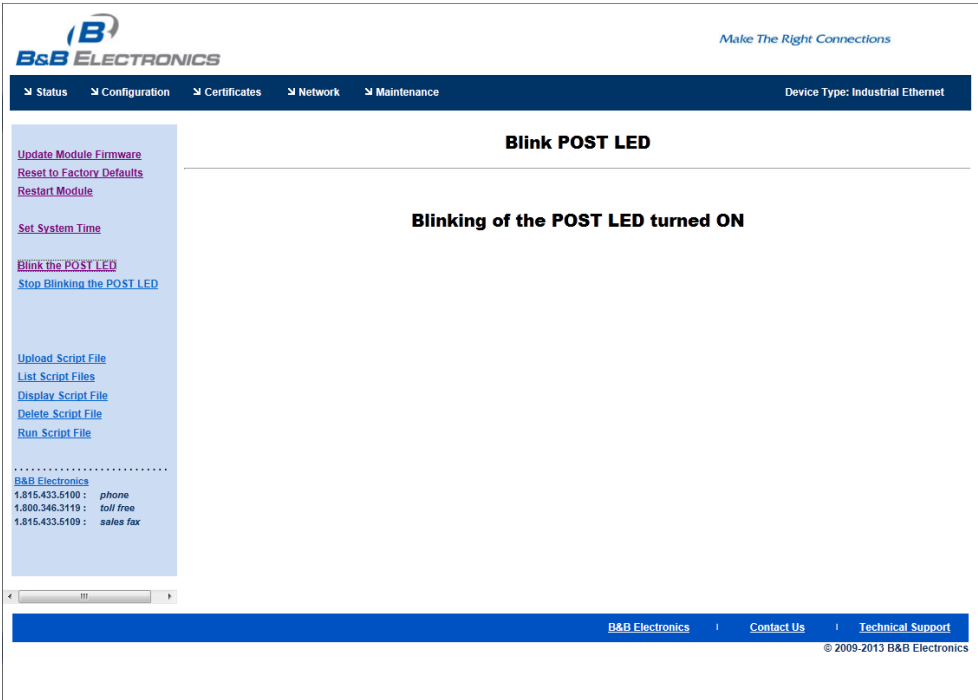 B
B&B ELECTRONICS
Make The Right Connections
Status Configuration Certificates Network Maintenance Device Type: Industrial Ethernet
Update Module Firmware
Reset to Factory Defaults
Restart Module
Set System Time
Blink the POST LED
Stop Blinking the POST LED
Upload Script File
List Script Files
Display Script File
Delete Script File
Run Script File
B&B Electronics
1.815.433.5100 : phone
1.800.346.3119 : toll free
1.815.433.5109 : sales fax
Blink POST LED
Blinking of the POST LED turned ON
B&B Electronics | Contact Us | Technical Support
© 2009-2013 B&B Electronics